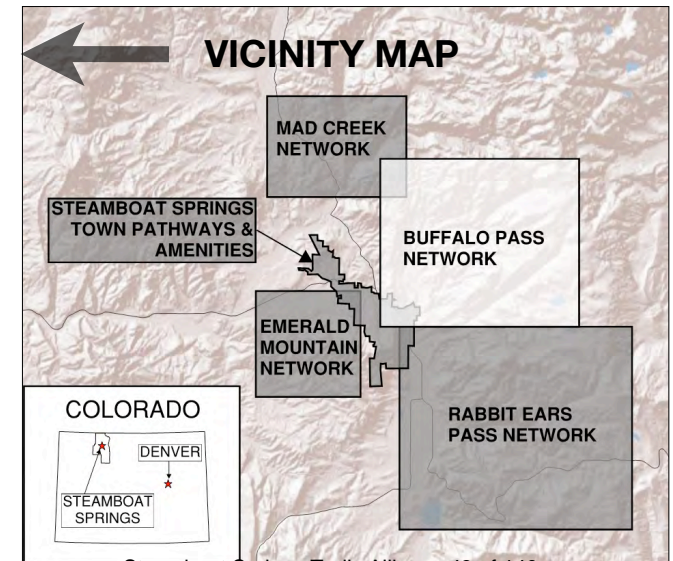 VICINITY MAP
MAD CREEK
NETWORK
STEAMBOAT SPRINGS
TOWN PATHWAYS &
AMENITIES
BUFFALO PASS
NETWORK
EMERALD
MOUNTAIN
NETWORK
RABBIT EARS
PASS NETWORK
COLORADO
DENVER
STEAMBOAT
SPRINGS